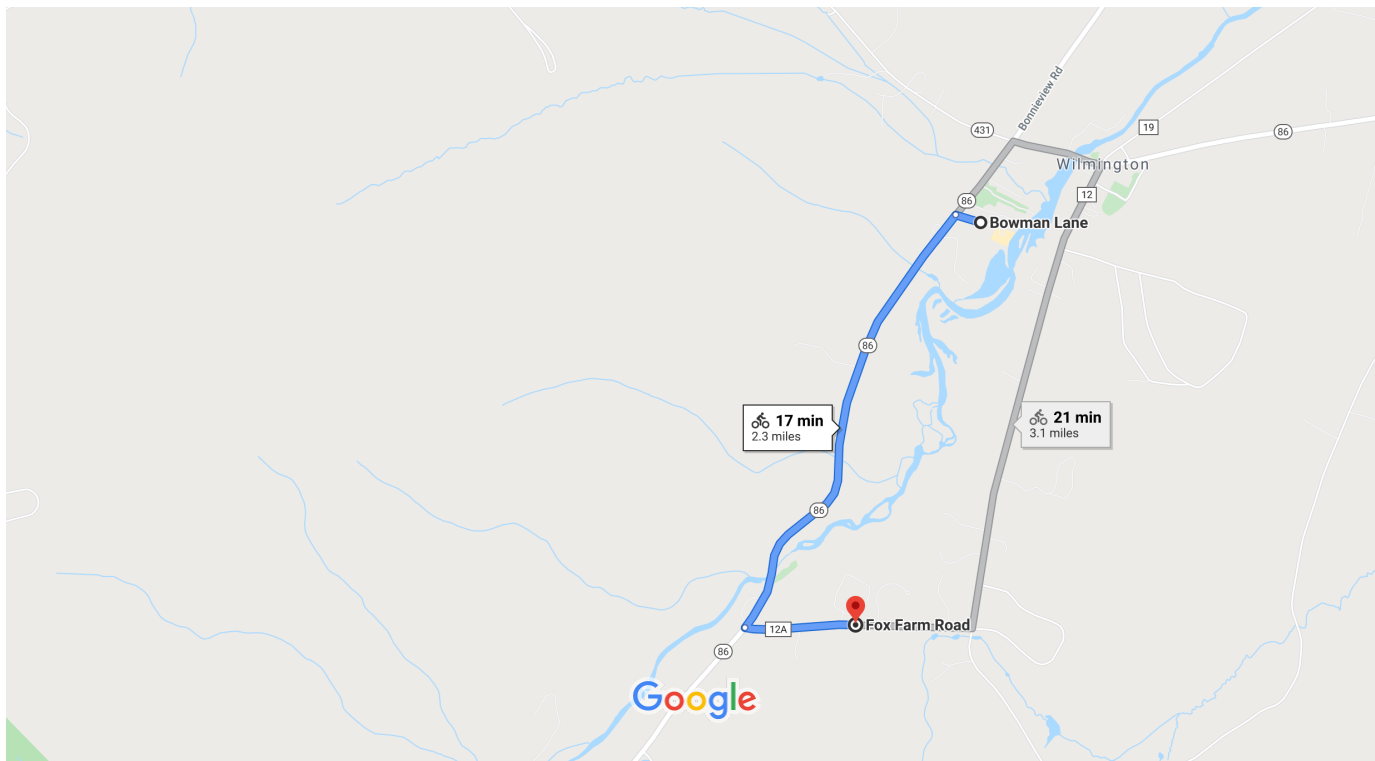 Bonnieview Rd
431
19
86
Wilmington
12
86
Bowman Lane
86
17 min
2.3 miles
21 min
3.1 miles
86
Fox Farm Road
12A
86
Google